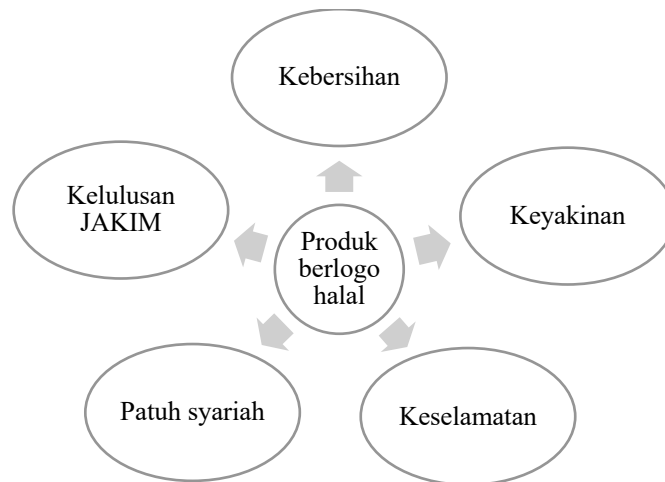 Kebersihan
Kelulusan
JAKIM
Keyakinan
Produk
berlogo
halal
Patuh syariah
Keselamatan